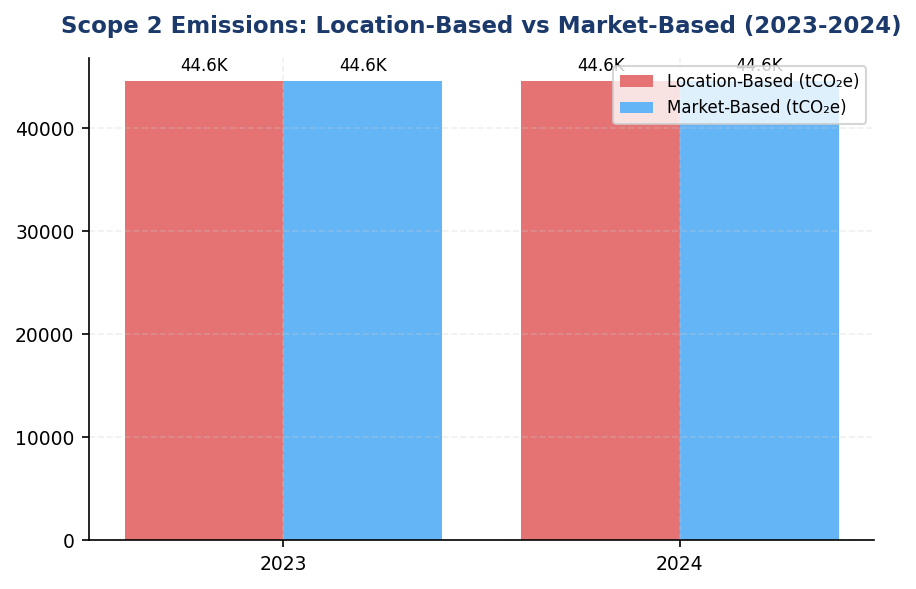 Scope 2 Emissions: Location-Based vs Market-Based (2023-2024)
44.6K 44.6K 44.6K 44.6K
Location-Based (tCO₂e)
Market-Based (tCO₂e)
40000
30000
20000
10000
0
2023 2024